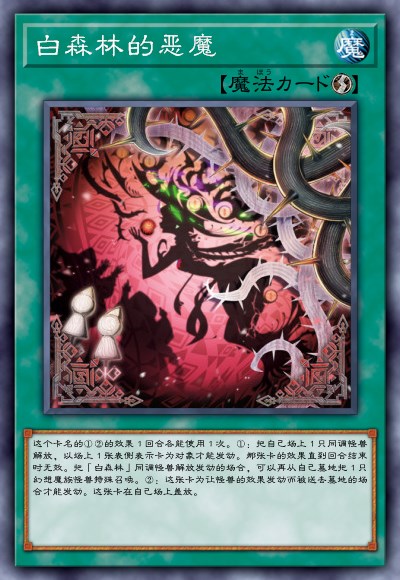 白森林的恶魔
魔
【魔法カード】
まほう
这个卡名的①②的效果1回合各能使用1次。①：把自己场上1只同调怪兽
解放，以场上1张表侧表示卡为对象才能发动。那张卡的效果直到回合结束
时无效。把「白森林」同调怪兽解放发动的场合，可以再从自己墓地把1只
幻想魔族怪兽特殊召唤。②：这张卡为让怪兽的效果发动而被送去墓地的场
合才能发动。这张卡在自己场上盖放。